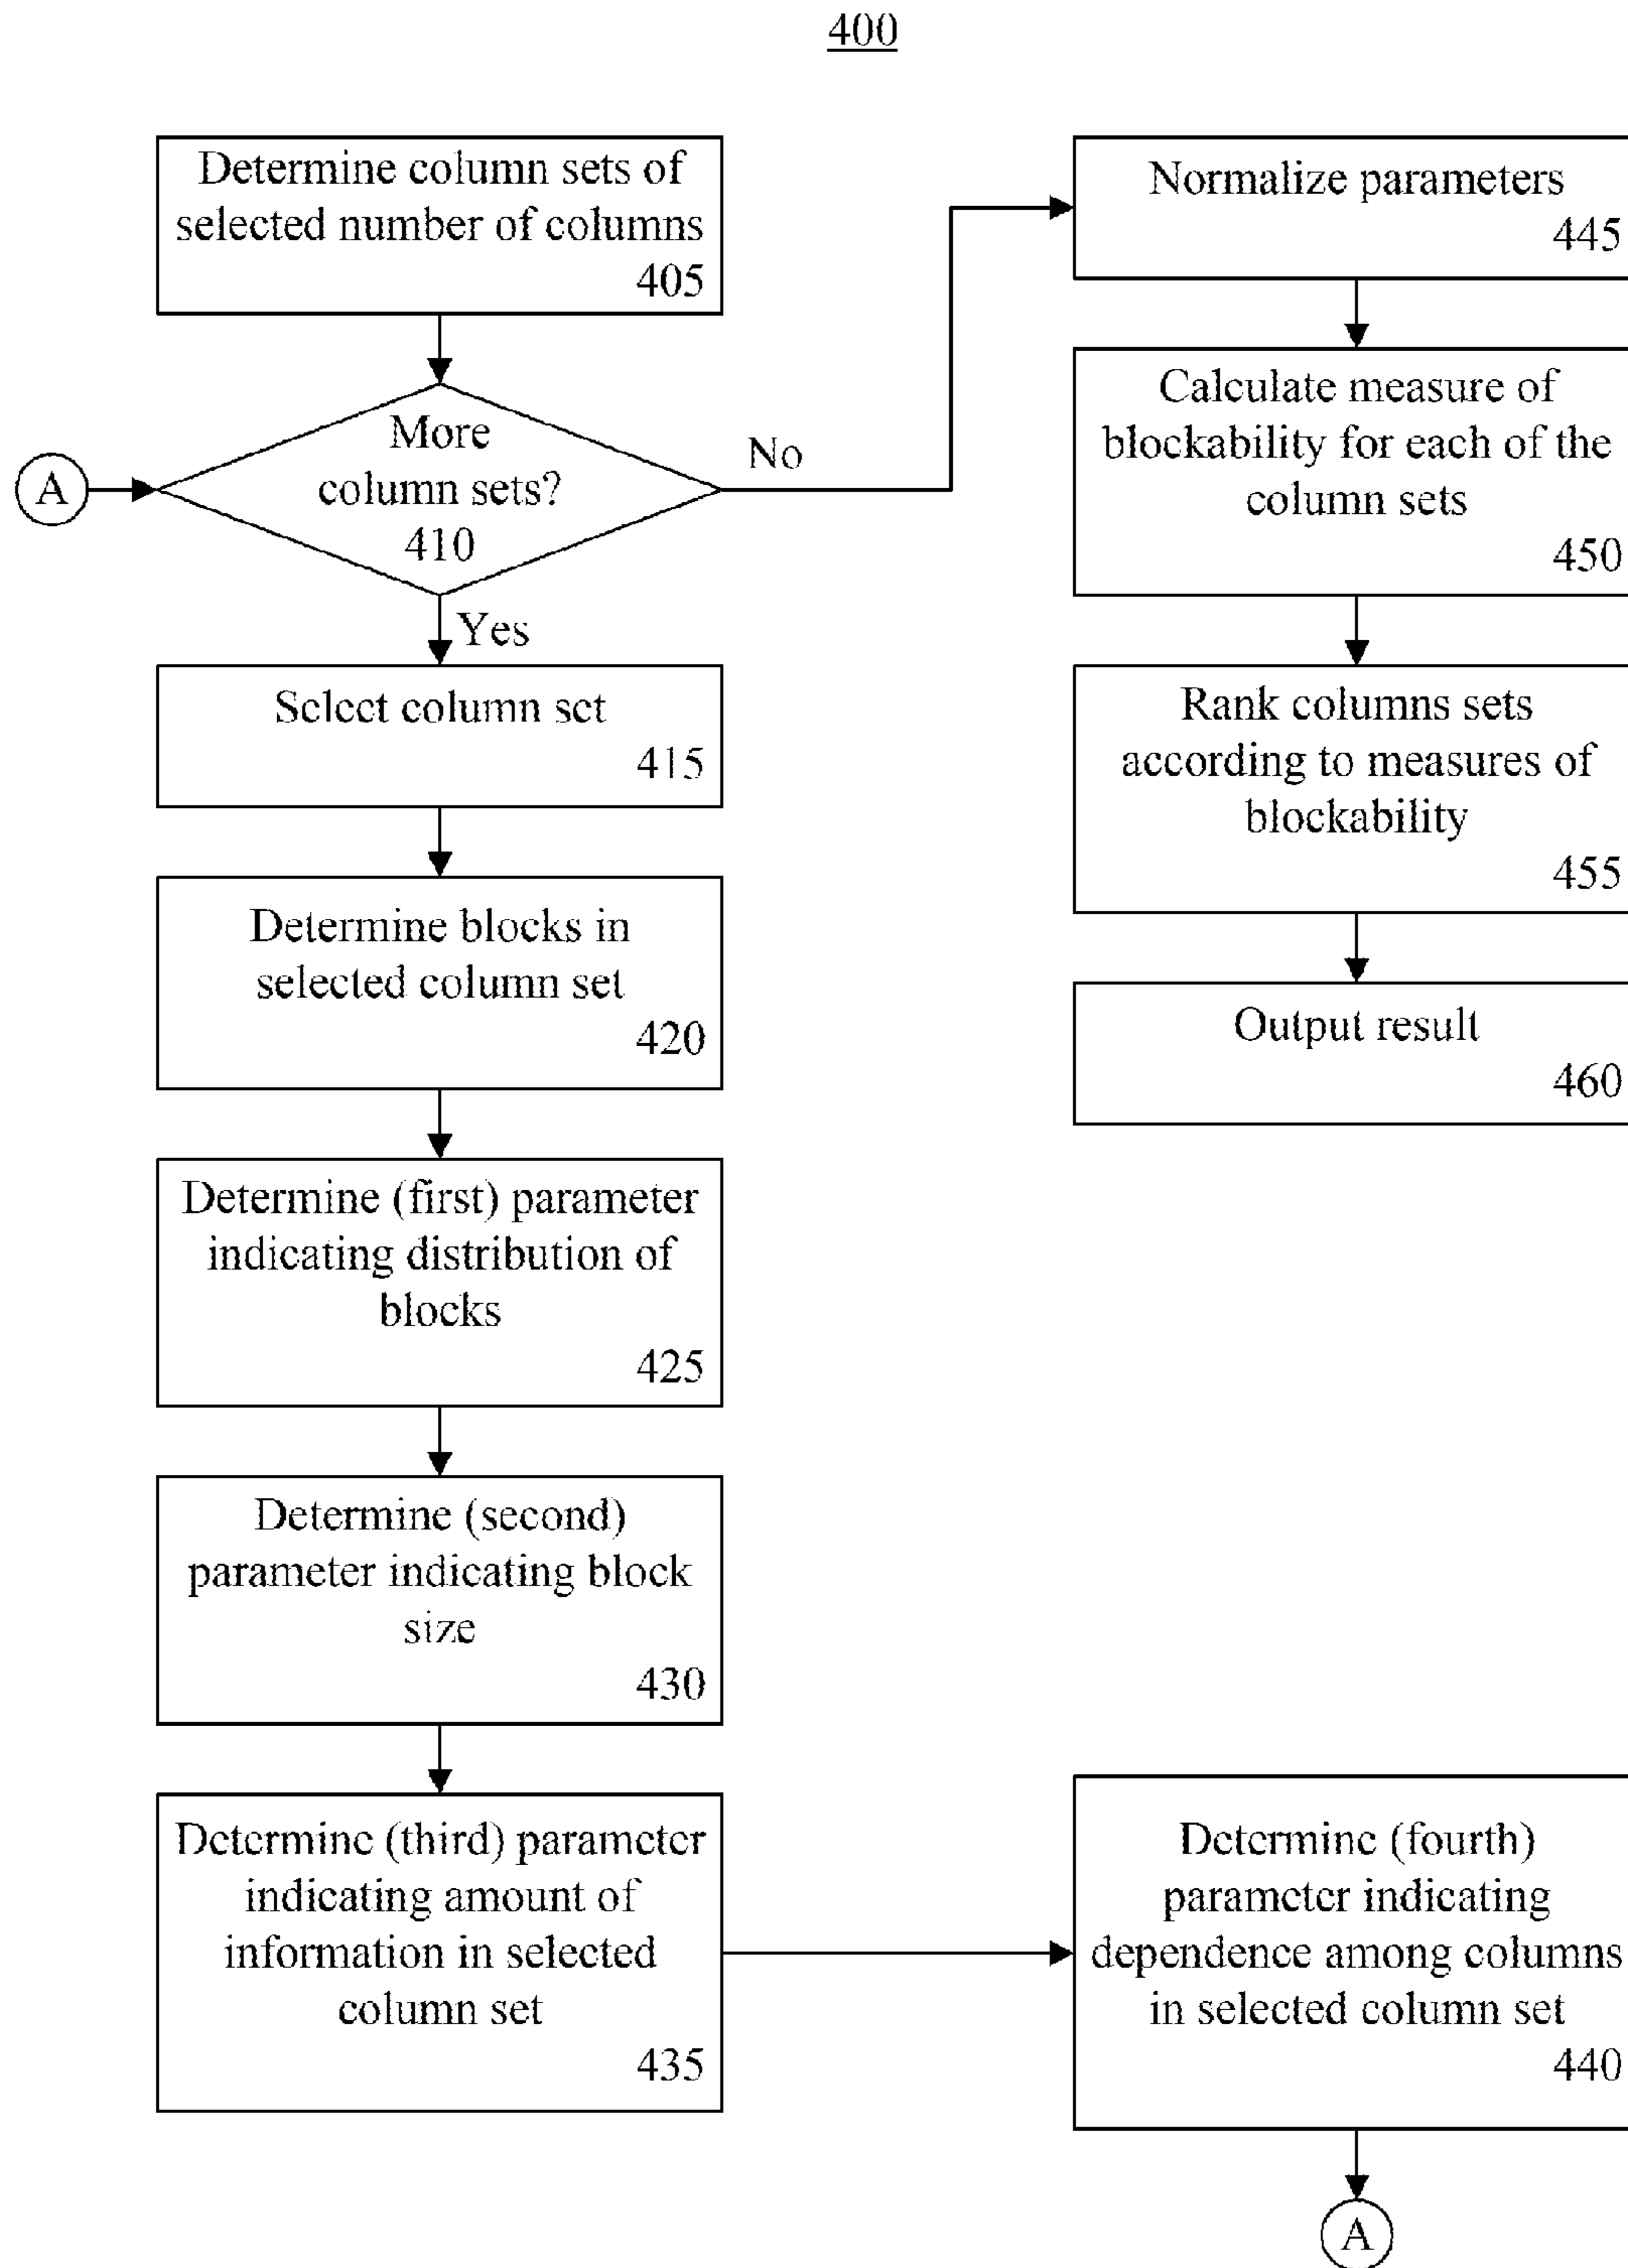 400
Determine column sets of
selected number of columns
405
A
More
column sets?
410
No
Yes
Select column set
415
Determine blocks in
selected column set
420
Determine (first) parameter
indicating distribution of
blocks
425
Determine (second)
parameter indicating block
size
430
Determine (third) parameter
indicating amount of
information in selected
column set
435
Determine (fourth)
parameter indicating
dependence among columns
in selected column set
440
A
Normalize parameters
445
Calculate measure of
blockability for each of the
column sets
450
Rank columns sets
according to measures of
blockability
455
Output result
460